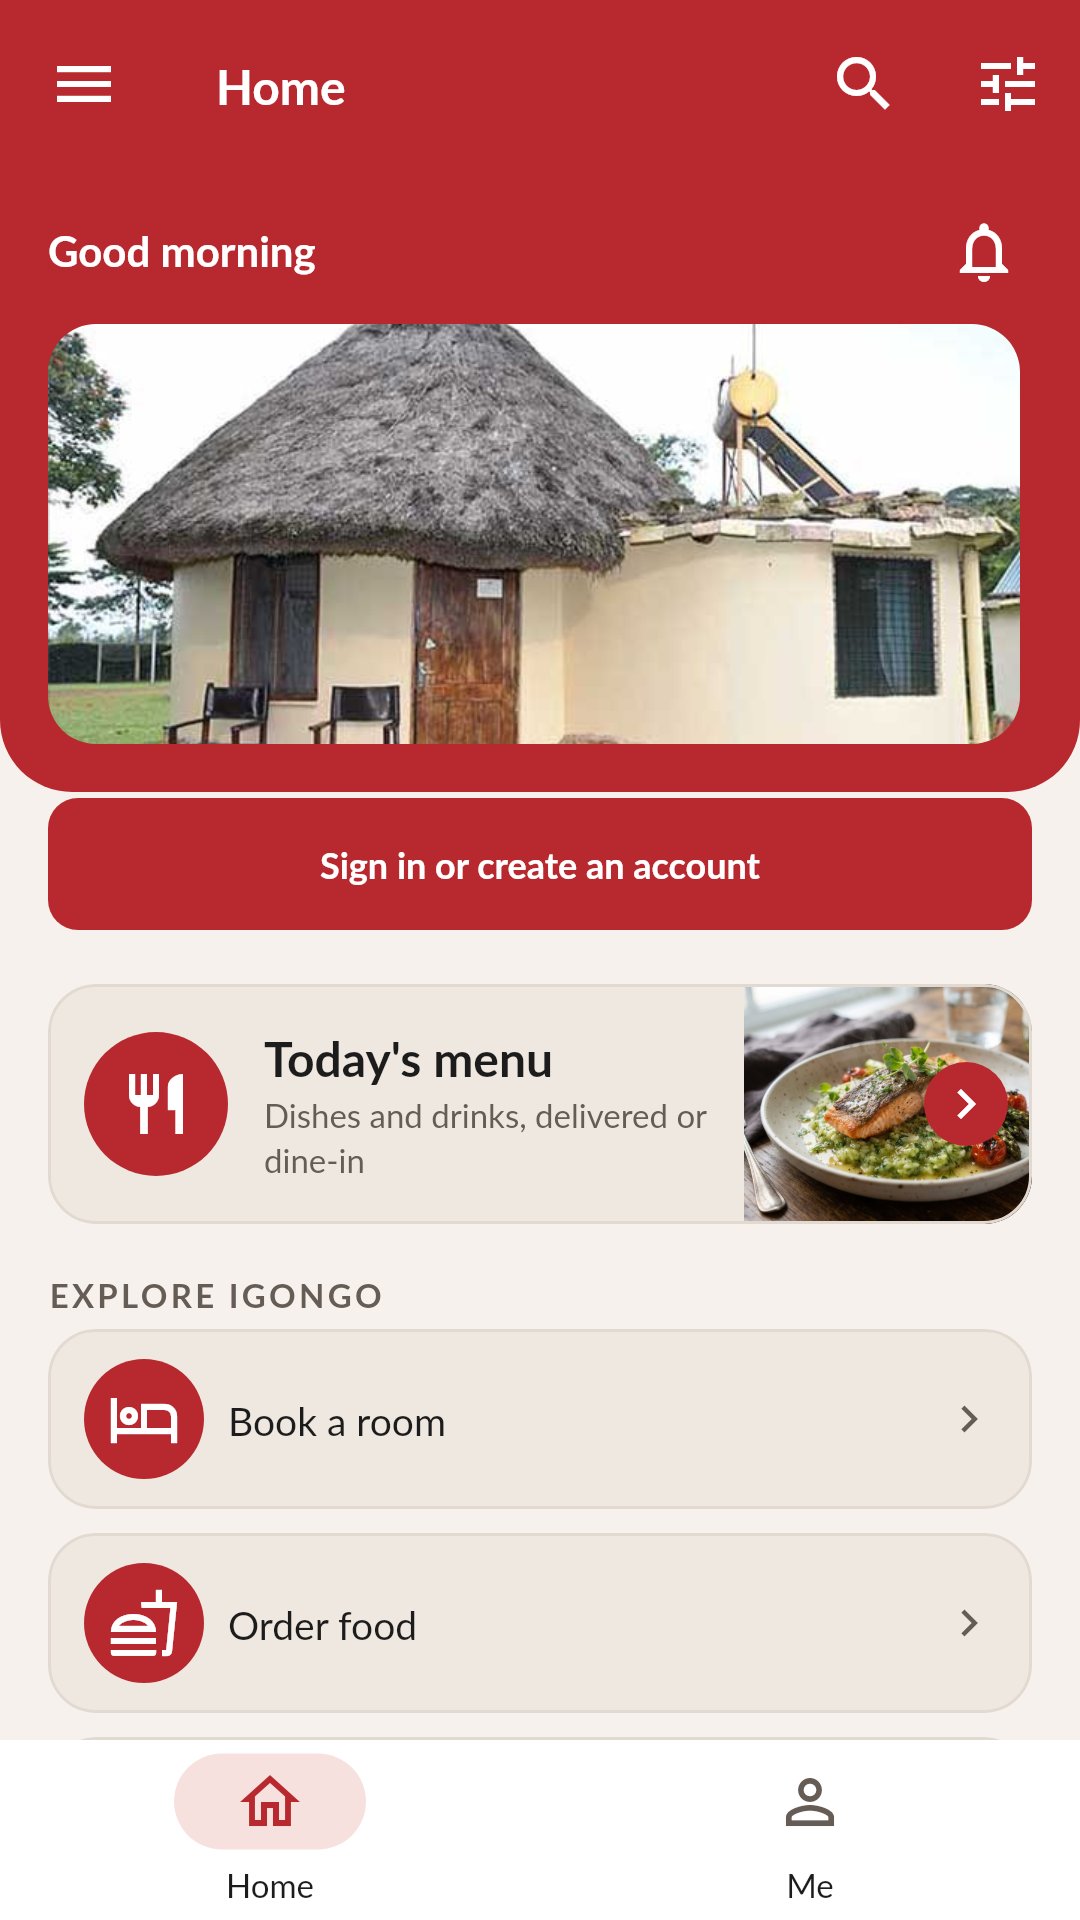 Home
Good morning
Sign in or create an account
Today's menu
Dishes and drinks, delivered or
dine-in
EXPLORE IGONGO
Book a room
Order food
Home
Me